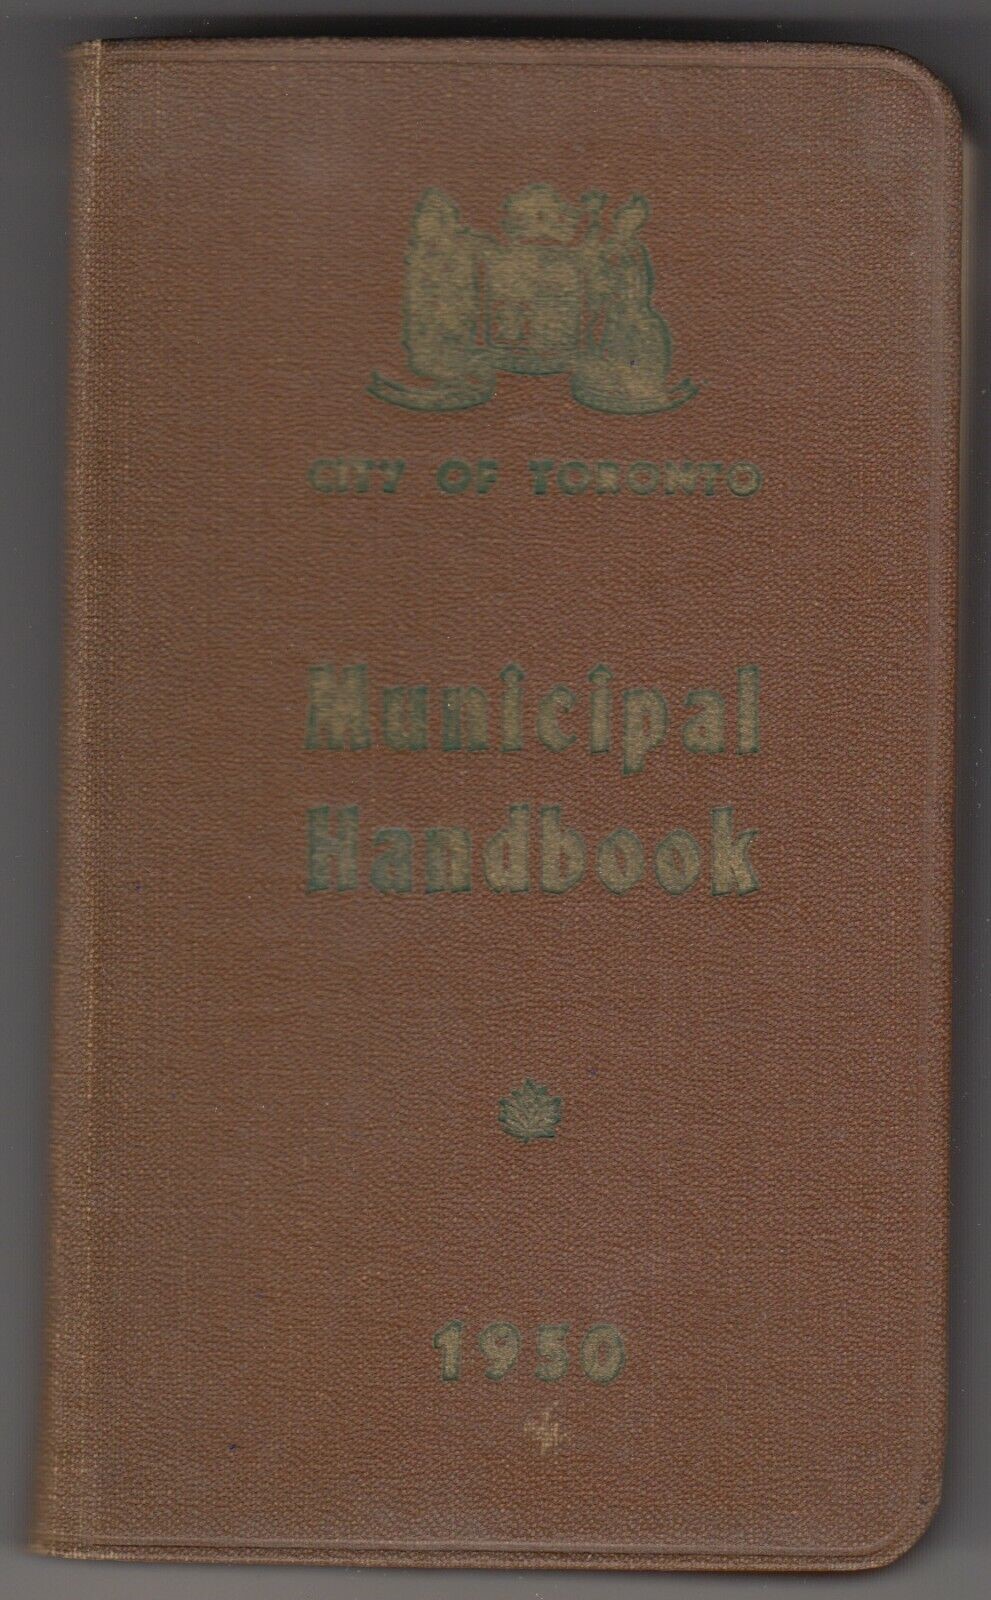 CITY OF TORONTO
Municipal
Handbook
1950